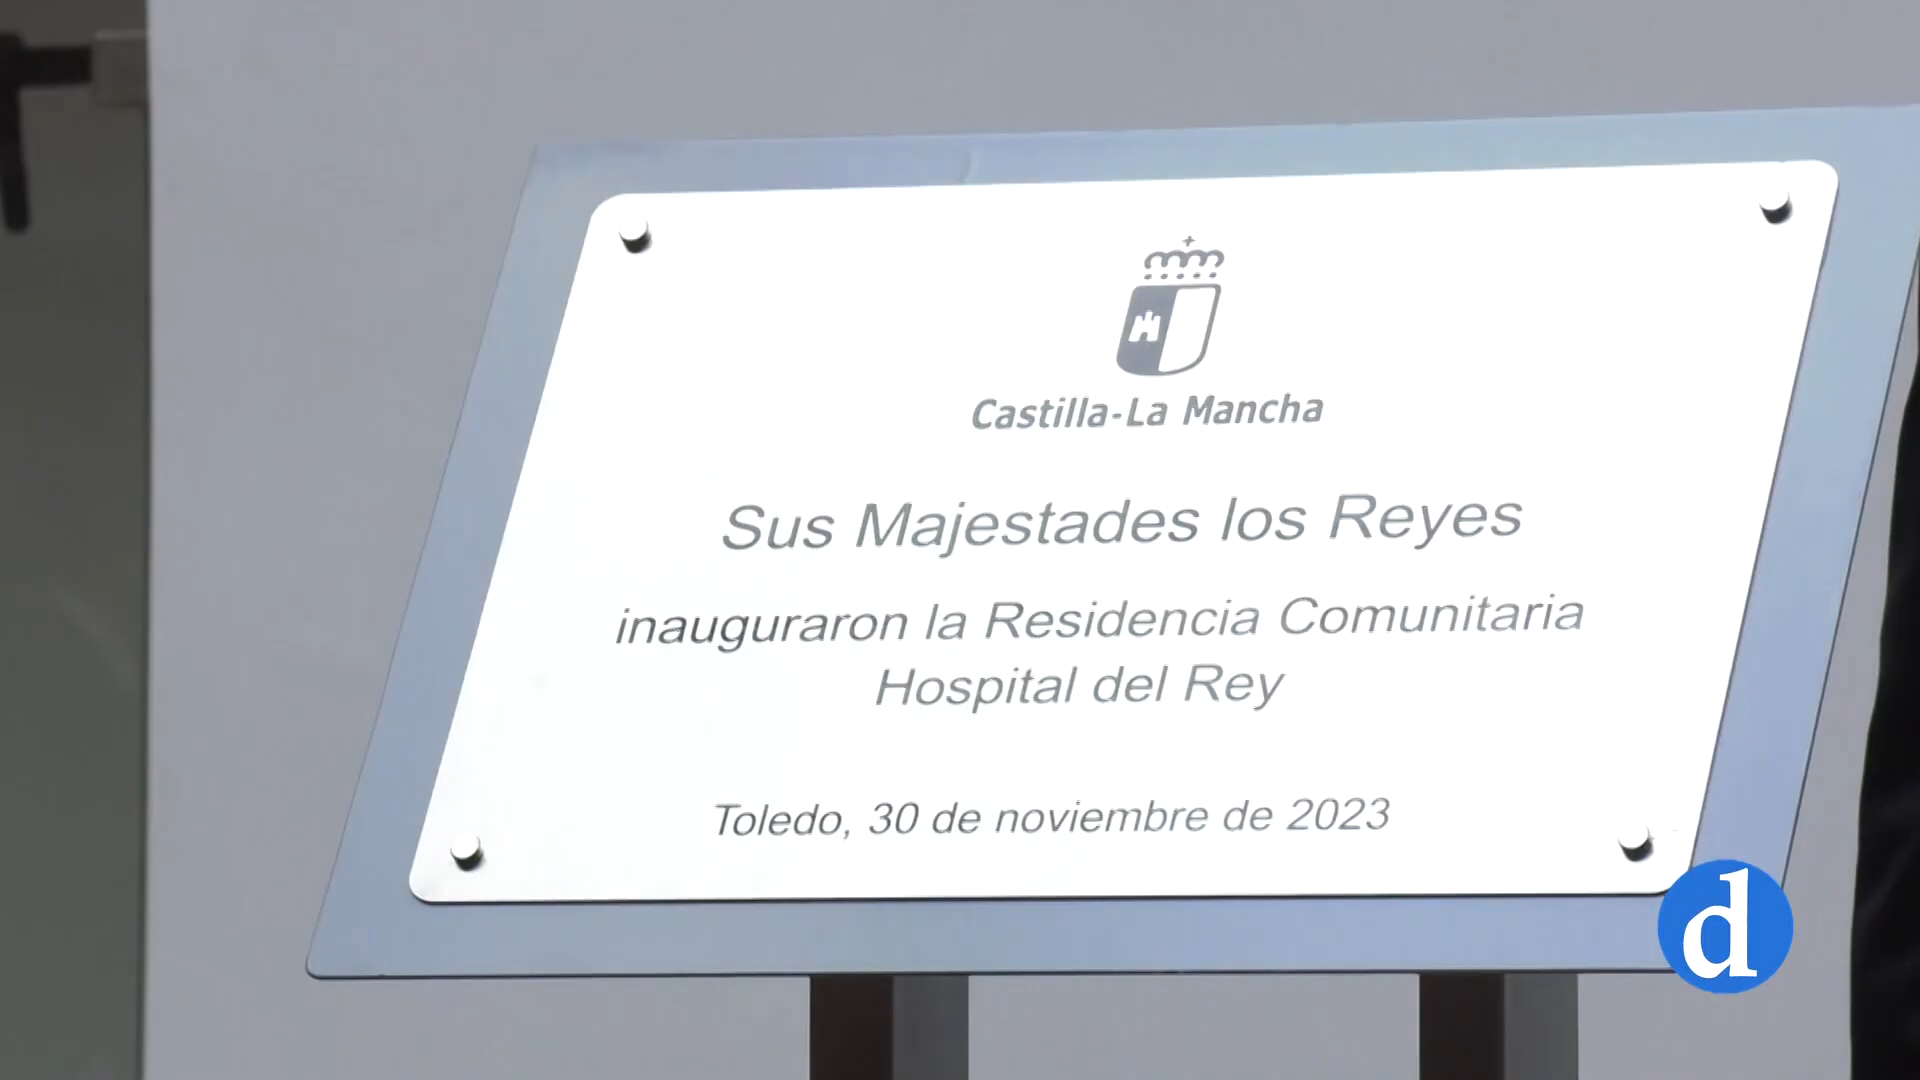 Castilla-La Mancha
Sus Majestades los Reyes
inauguraron la Residencia Comunitaria
Hospital del Rey
Toledo, 30 de noviembre de 2023
d